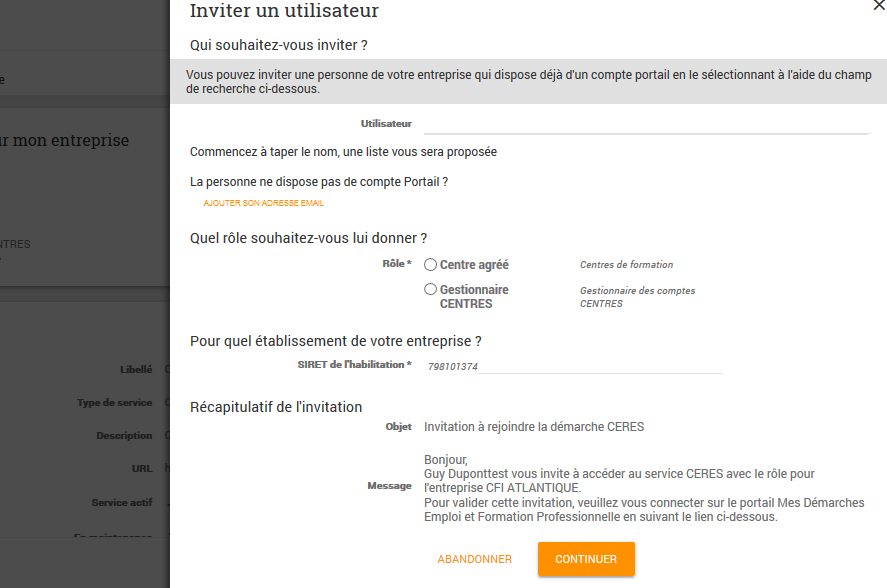 Inviter un utilisateur
Qui souhaitez-vous inviter ?
Vous pouvez inviter une personne de votre entreprise qui dispose déjà d'un compte portail en le sélectionnant à l'aide du champ
de recherche ci-dessous.
Utilisateur
Commencez à taper le nom, une liste vous sera proposée
La personne ne dispose pas de compte Portail ?
AJOUTER SON ADRESSE EMAIL
Quel rôle souhaitez-vous lui donner ?
Rôle * Centre agréé Centres de formation
Gestionnaire Gestionnaire des comptes
CENTRES CENTRES
Pour quel établissement de votre entreprise ?
SIRET de l'habilitation * 798101374
Récapitulatif de l'invitation
Objet Invitation à rejoindre la démarche CERES
Message
Bonjour,
Guy Duponttest vous invite à accéder au service CERES avec le rôle pour
l'entreprise CFI ATLANTIQUE.
Pour valider cette invitation, veuillez vous connecter sur le portail Mes Démarches
Emploi et Formation Professionnelle en suivant le lien ci-dessous.
ABANDONNER CONTINUER
mon entreprise
Libellé
Type de service
Description
URL
Service actif
En maintenance